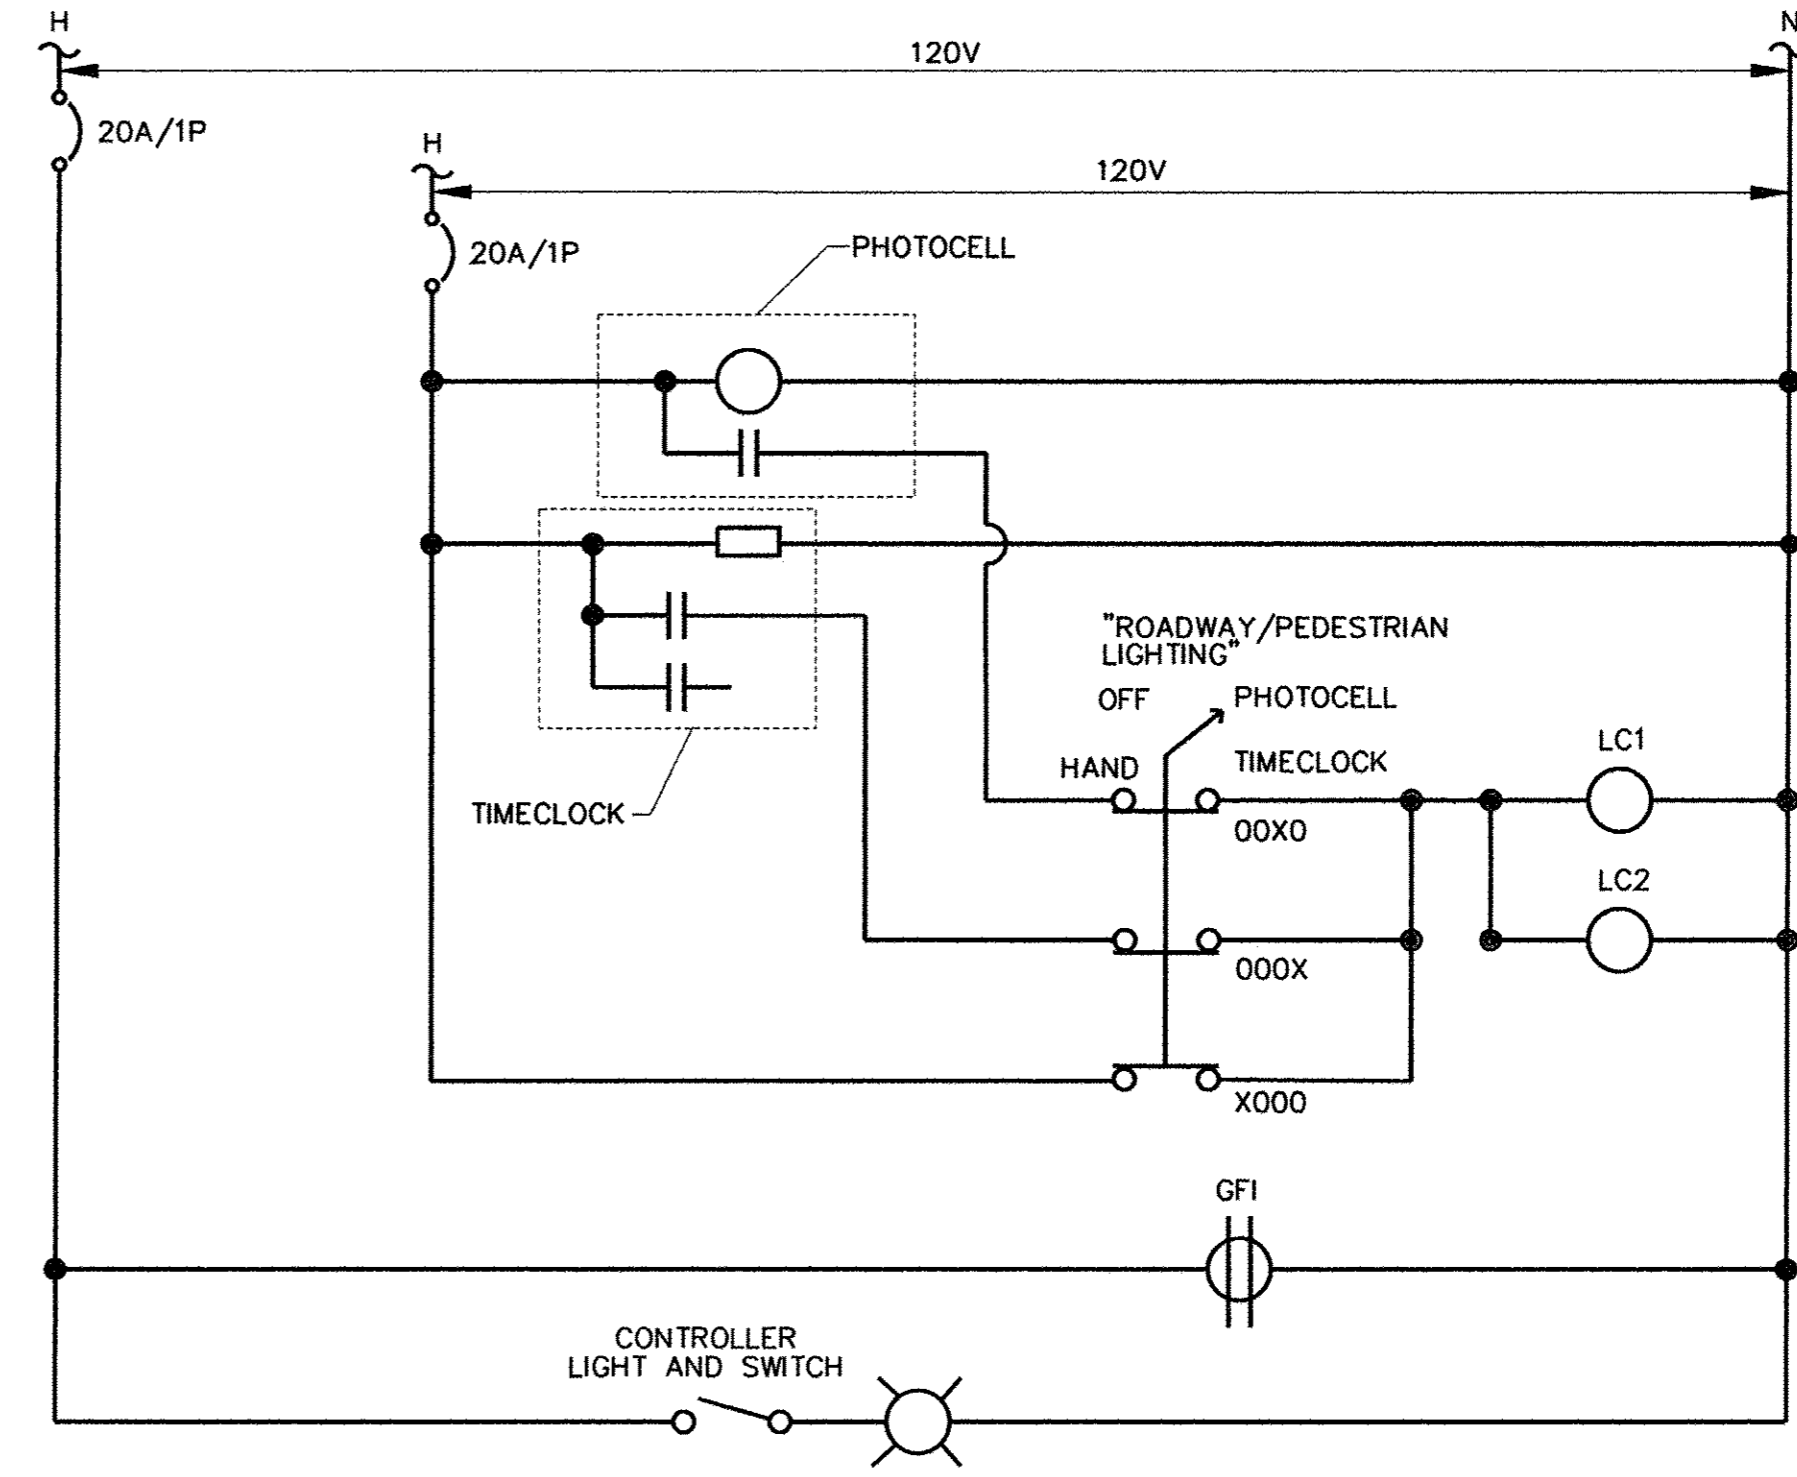 H
N
120V
20A/1P
H
120V
20A/1P
PHOTOCELL
"ROADWAY/PEDESTRIAN
LIGHTING"
OFF
PHOTOCELL
HAND
TIMECLOCK
LC1
TIMECLOCK
00X0
LC2
000X
X000
GFI
CONTROLLER
LIGHT AND SWITCH